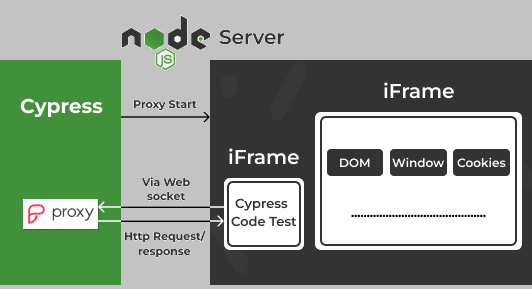 node Server
JS
Cypress
Proxy Start
iFrame
DOM
Window
Cookies
iFrame
Via Web
socket
Cypress
Code Test
proxy
Http Request/
response